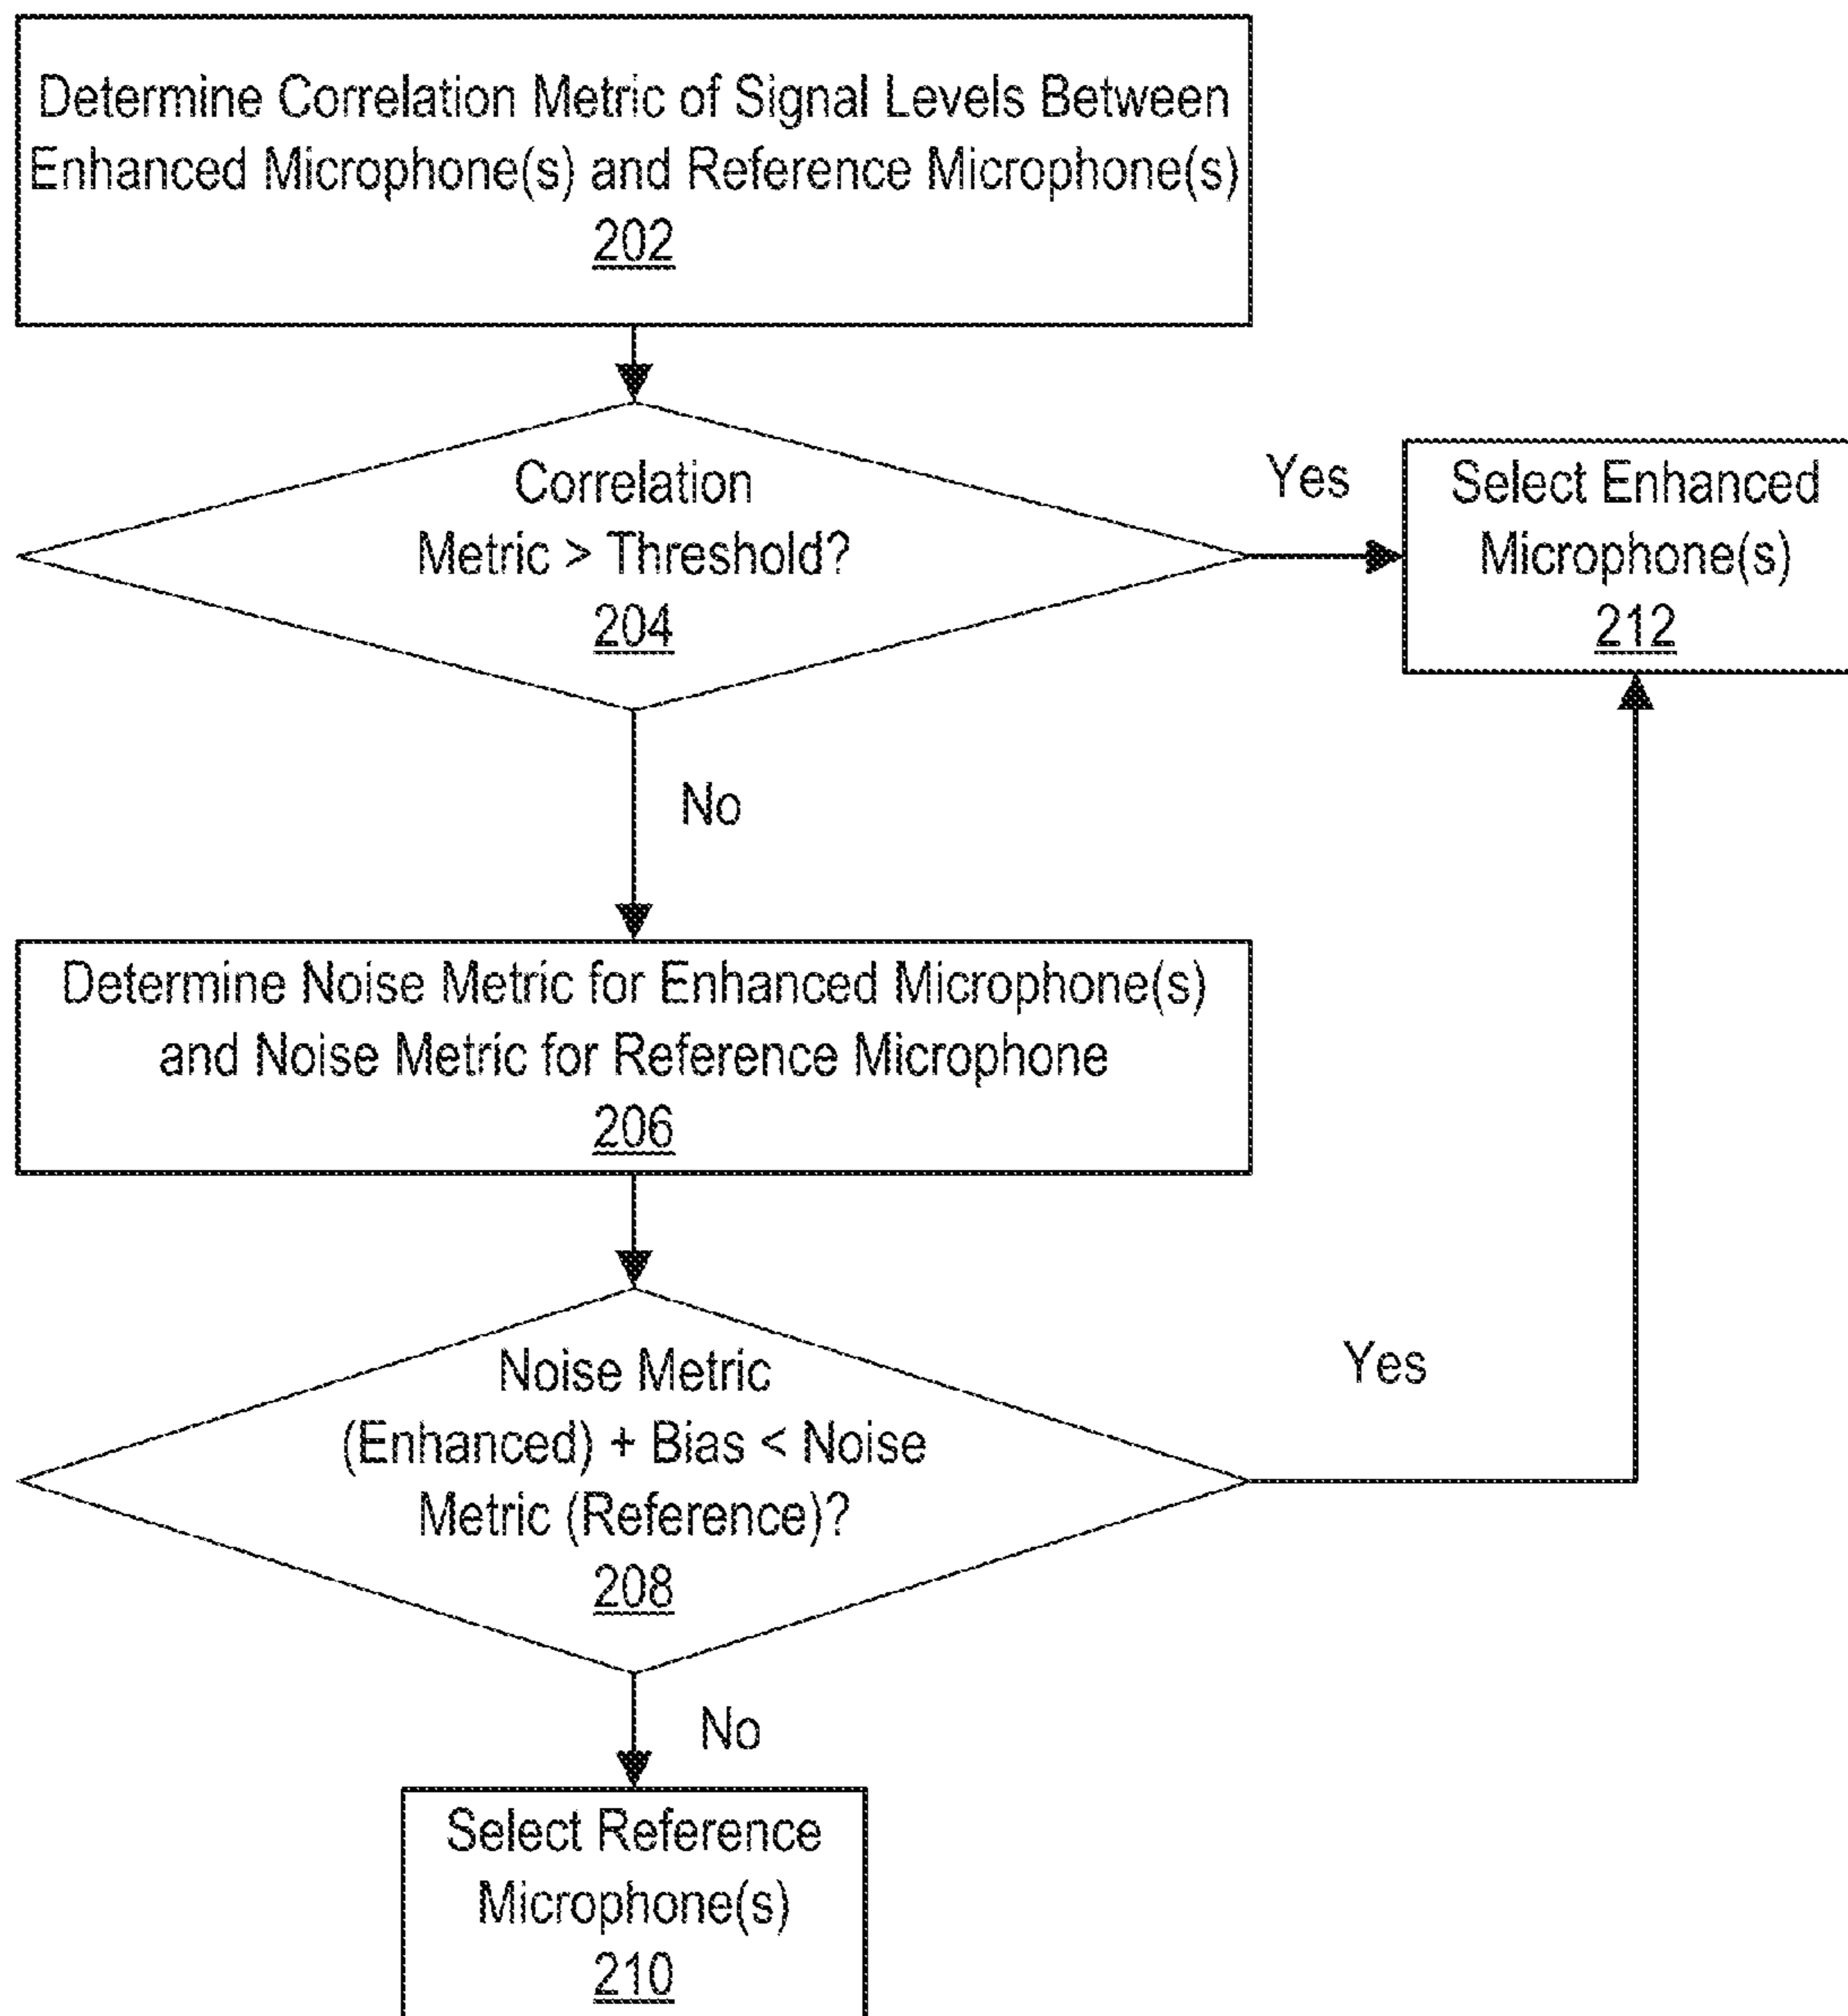 Determine Correlation Metric of Signal Levels Between
Enhanced Microphone(s) and Reference Microphone(s)
202
Correlation
Metric > Threshold?
204
Yes
Select Enhanced
Microphone(s)
212
No
Determine Noise Metric for Enhanced Microphone(s)
and Noise Metric for Reference Microphone
206
Noise Metric
(Enhanced) + Bias < Noise
Metric (Reference)?
208
Yes
No
Select Reference
Microphone(s)
210